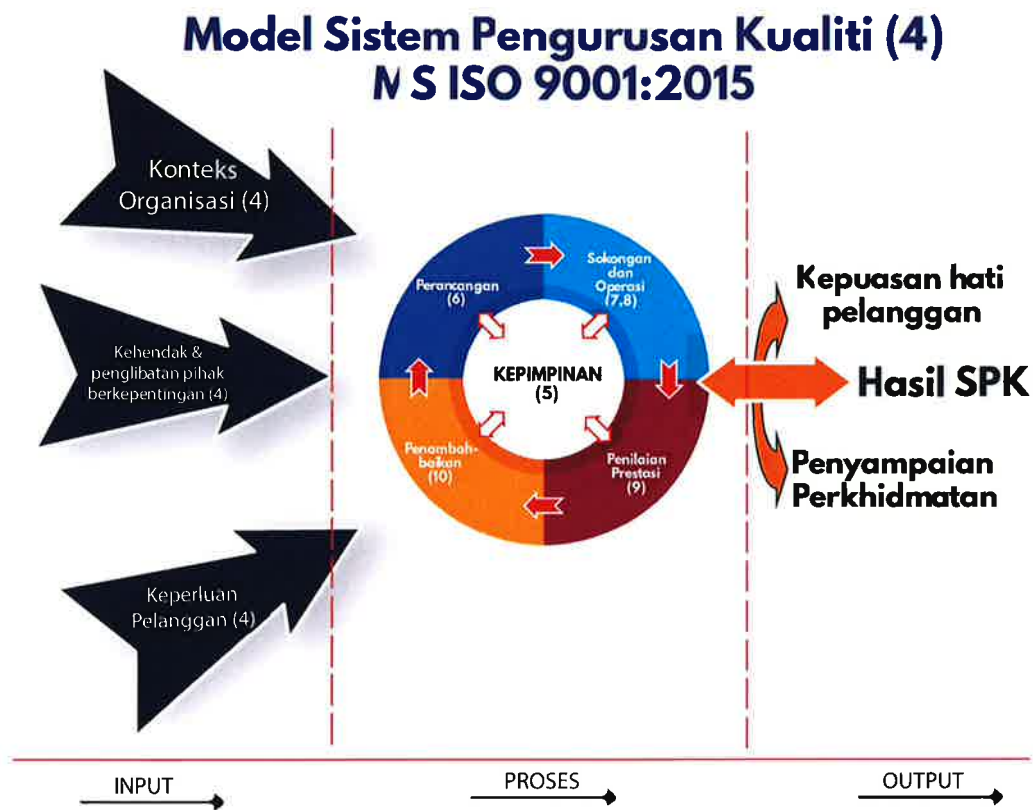 Model Sistem Pengurusan Kualiti (4)
MS ISO 9001:2015
Konteks
Organisasi (4)
Kehendak &
penglibatan pihak
berkepentingan (4)
Keperluan
Pelanggan (4)
Perancangan
(6)
Sokongan
dan
Operasi
(7,8)
KEPIMPINAN
(5)
Penambah-
baikan
(10)
Penilaian
Prestasi
(9)
Kepuasan hati
pelanggan
Hasil SPK
Penyampaian
Perkhidmatan
INPUT
PROSES
OUTPUT